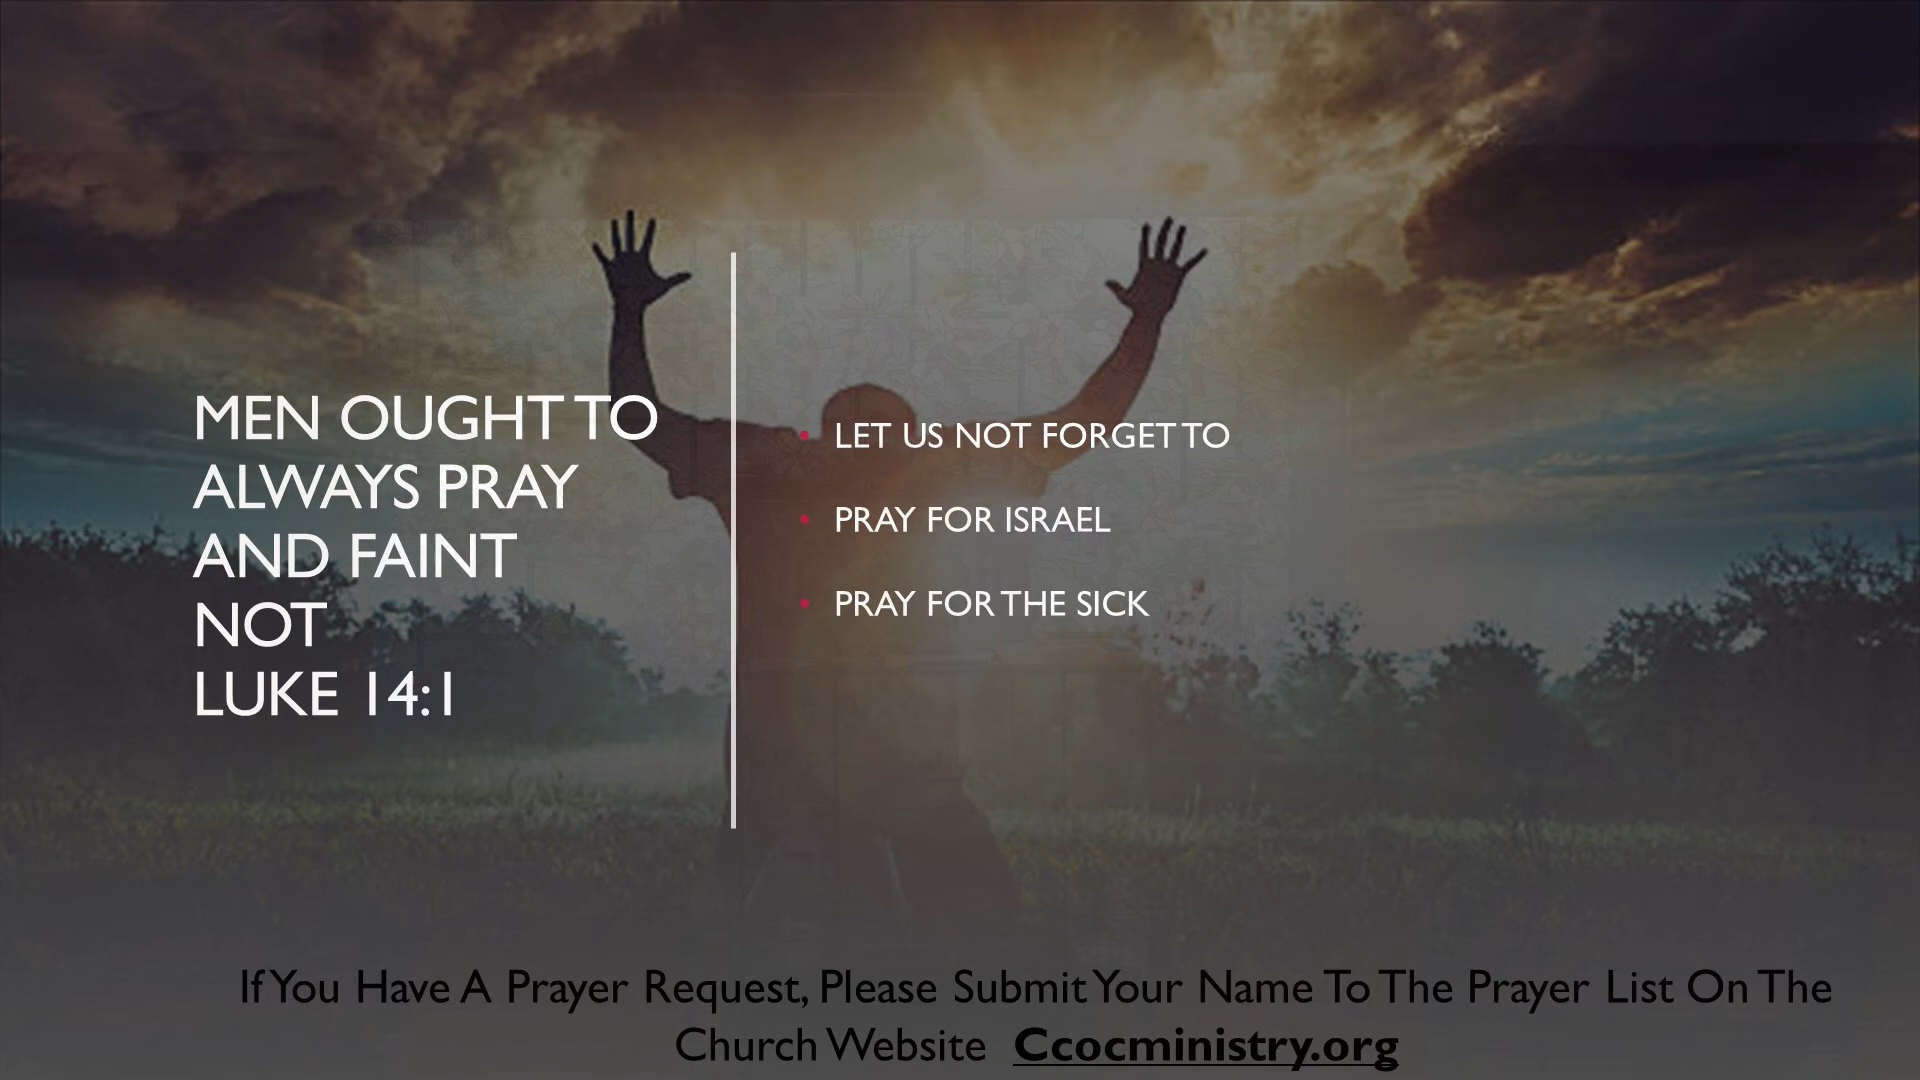 MEN OUGHT TO
ALWAYS PRAY
AND FAINT
NOT
LUKE 14:1
• LET US NOT FORGET TO
• PRAY FOR ISRAEL
• PRAY FOR THE SICK
If You Have A Prayer Request, Please Submit Your Name To The Prayer List On The
Church Website Ccocministry.org